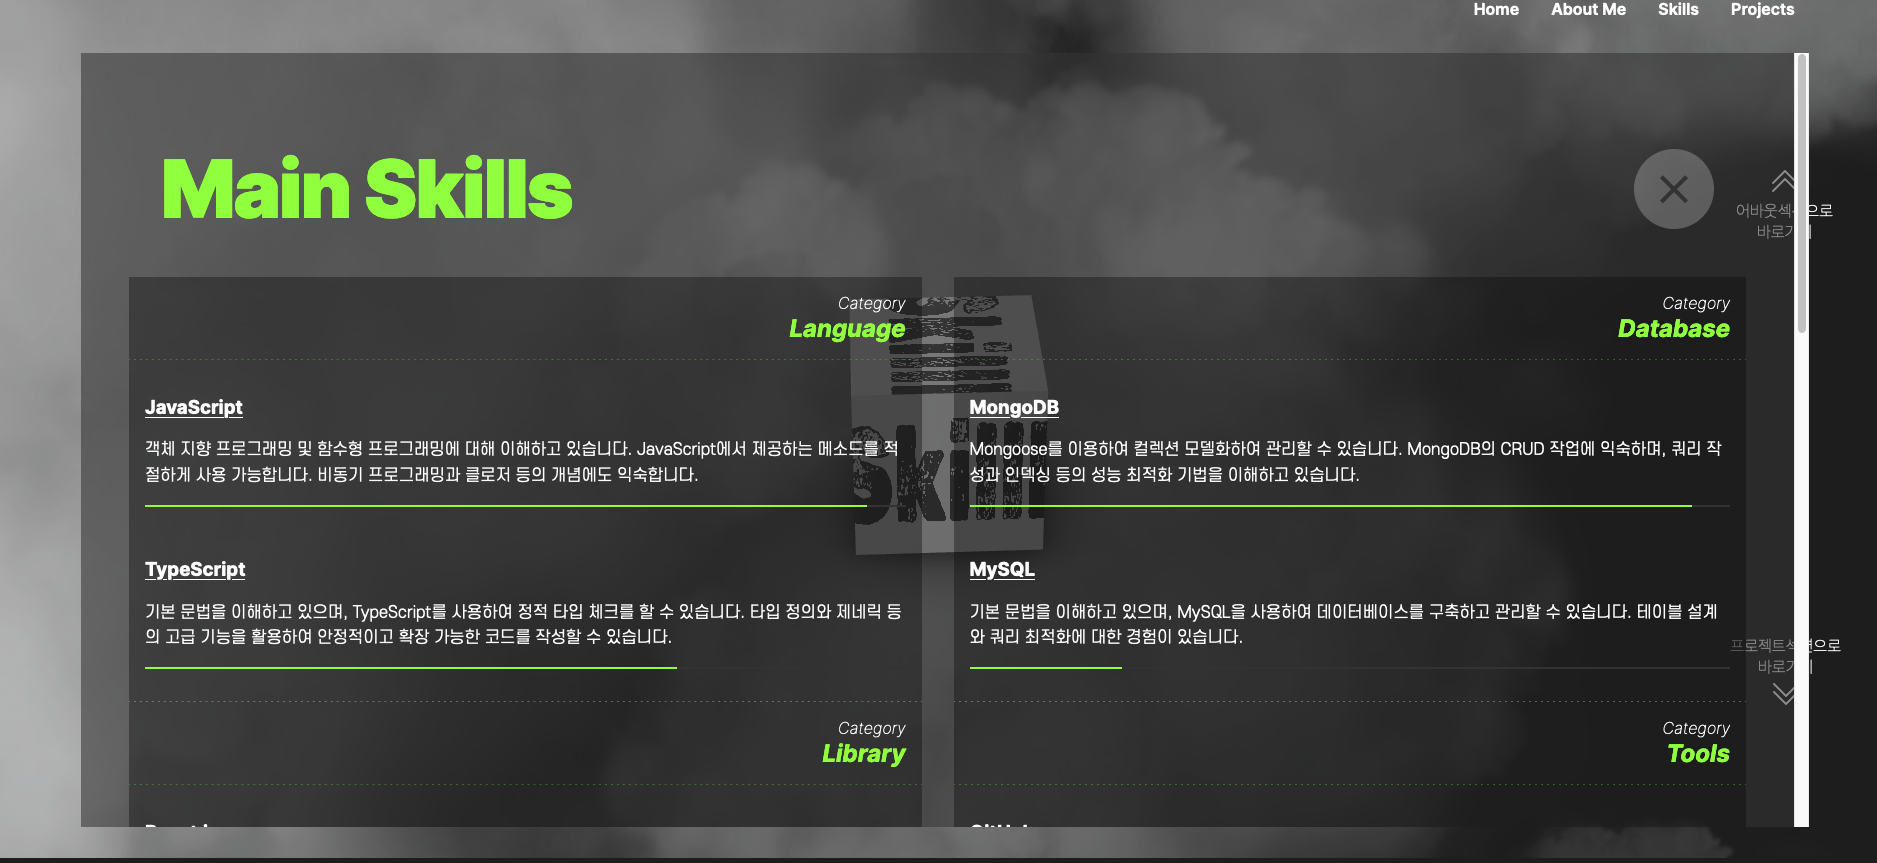 Home About Me Skills Projects
Main Skills
어바웃섹션으로
바로가기
Category
Language
JavaScript
객체 지향 프로그래밍 및 함수형 프로그래밍에 대해 이해하고 있습니다. JavaScript에서 제공하는 메소드를 적
절하게 사용 가능합니다. 비동기 프로그래밍과 클로저 등의 개념에도 익숙합니다.
TypeScript
기본 문법을 이해하고 있으며, TypeScript를 사용하여 정적 타입 체크를 할 수 있습니다. 타입 정의와 제네릭 등
의 고급 기능을 활용하여 안정적이고 확장 가능한 코드를 작성할 수 있습니다.
Category
Library
Category
Database
MongoDB
Mongoose를 이용하여 컬렉션 모델화하여 관리할 수 있습니다. MongoDB의 CRUD 작업에 익숙하며, 쿼리 작
성과 인덱싱 등의 성능 최적화 기법을 이해하고 있습니다.
MySQL
기본 문법을 이해하고 있으며, MySQL을 사용하여 데이터베이스를 구축하고 관리할 수 있습니다. 테이블 설계
와 쿼리 최적화에 대한 경험이 있습니다.
Category
Tools
Skill
프로젝트섹션으로
바로가기